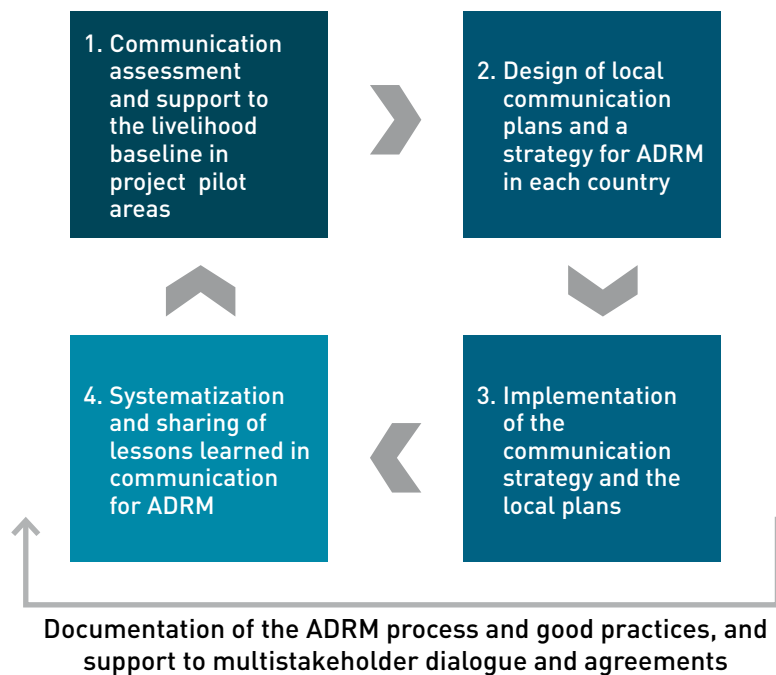 1. Communication
assessment
and support to
the livelihood
baseline in
project pilot
areas
2. Design of local
communication
plans and a
strategy for ADRM
in each country
3. Implementation
of the
communication
strategy and the
local plans
4. Systematization
and sharing of
lessons learned in
communication
for ADRM
Documentation of the ADRM process and good practices, and
support to multistakeholder dialogue and agreements